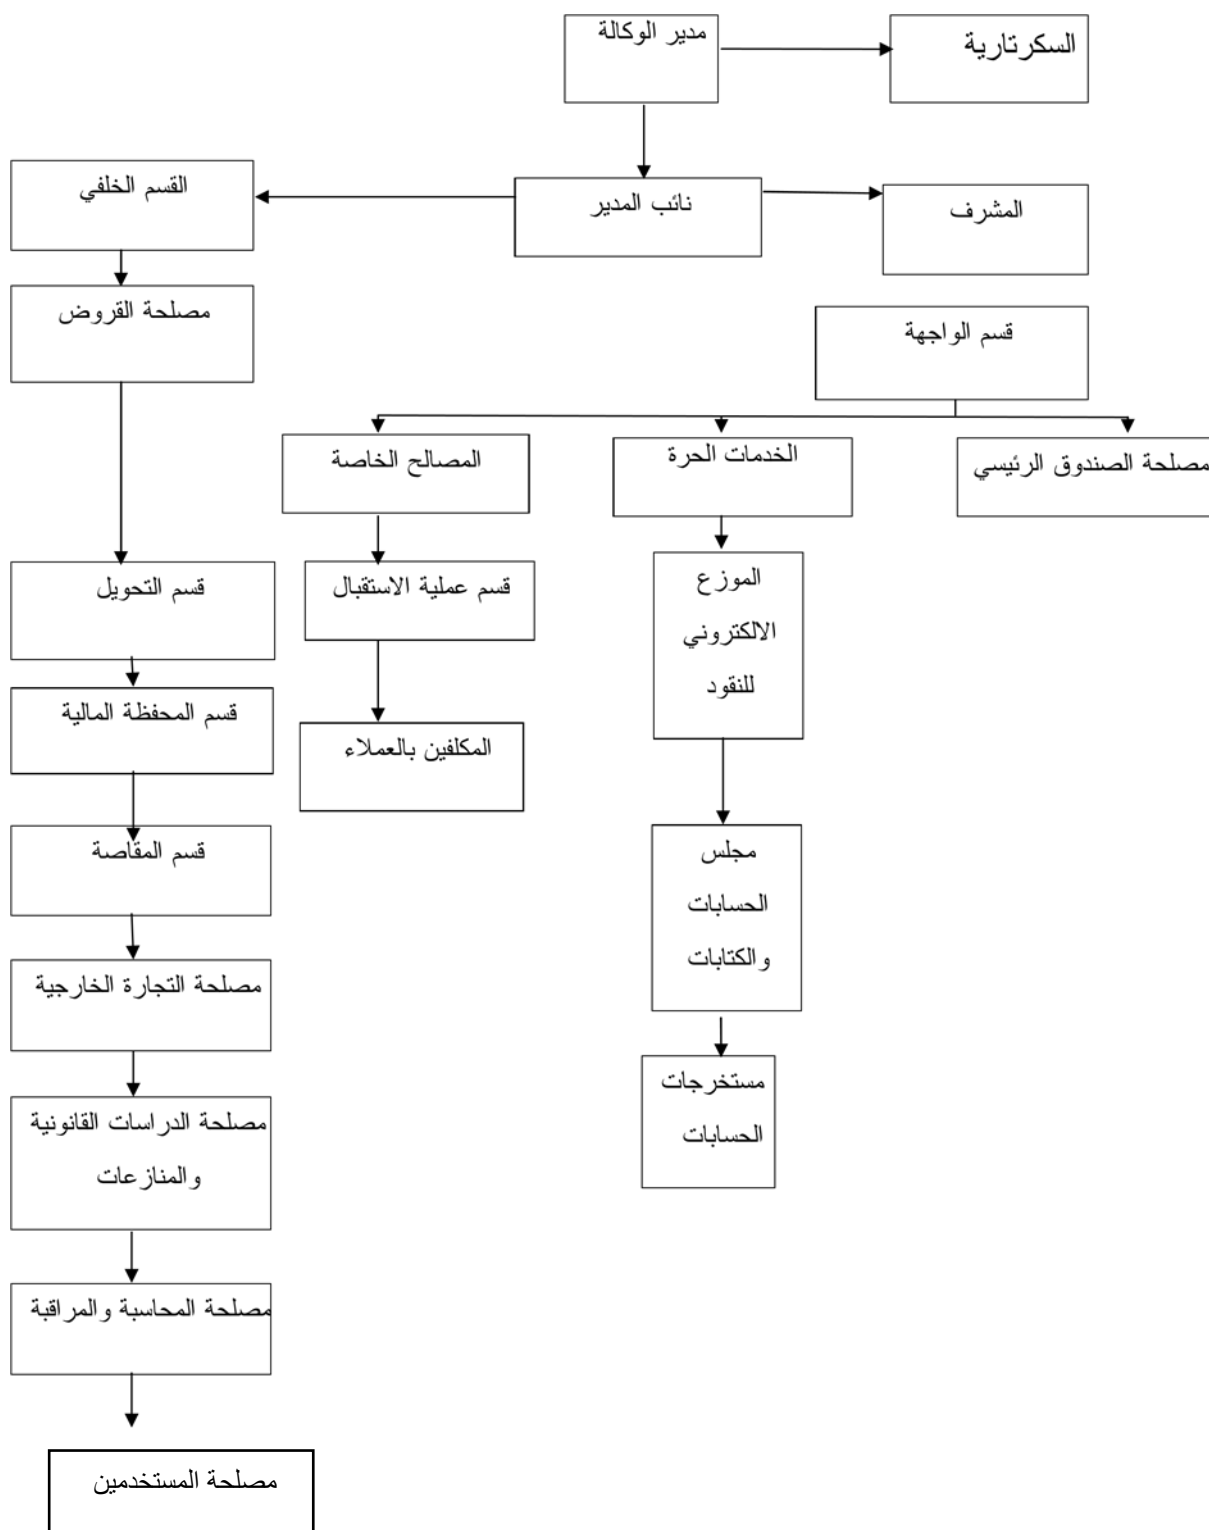 مدير الوكالة
السكرتارية
القسم الخلفي
نائب المدير
المشرف
مصلحة القروض
قسم الواجهة
المصالح الخاصة
الخدمات الحرة
مصلحة الصندوق الرئيسي
قسم التحويل
قسم عملية الاستقبال
الموزع
الالكتروني
للنقود
قسم المحفظة المالية
المكلفين بالعملاء
قسم المقاصة
مجلس
الحسابات
والكتابات
مصلحة التجارة الخارجية
مستخرجات
الحسابات
مصلحة الدراسات القانونية
والمنازعات
مصلحة المحاسبة والمراقبة
مصلحة المستخدمين